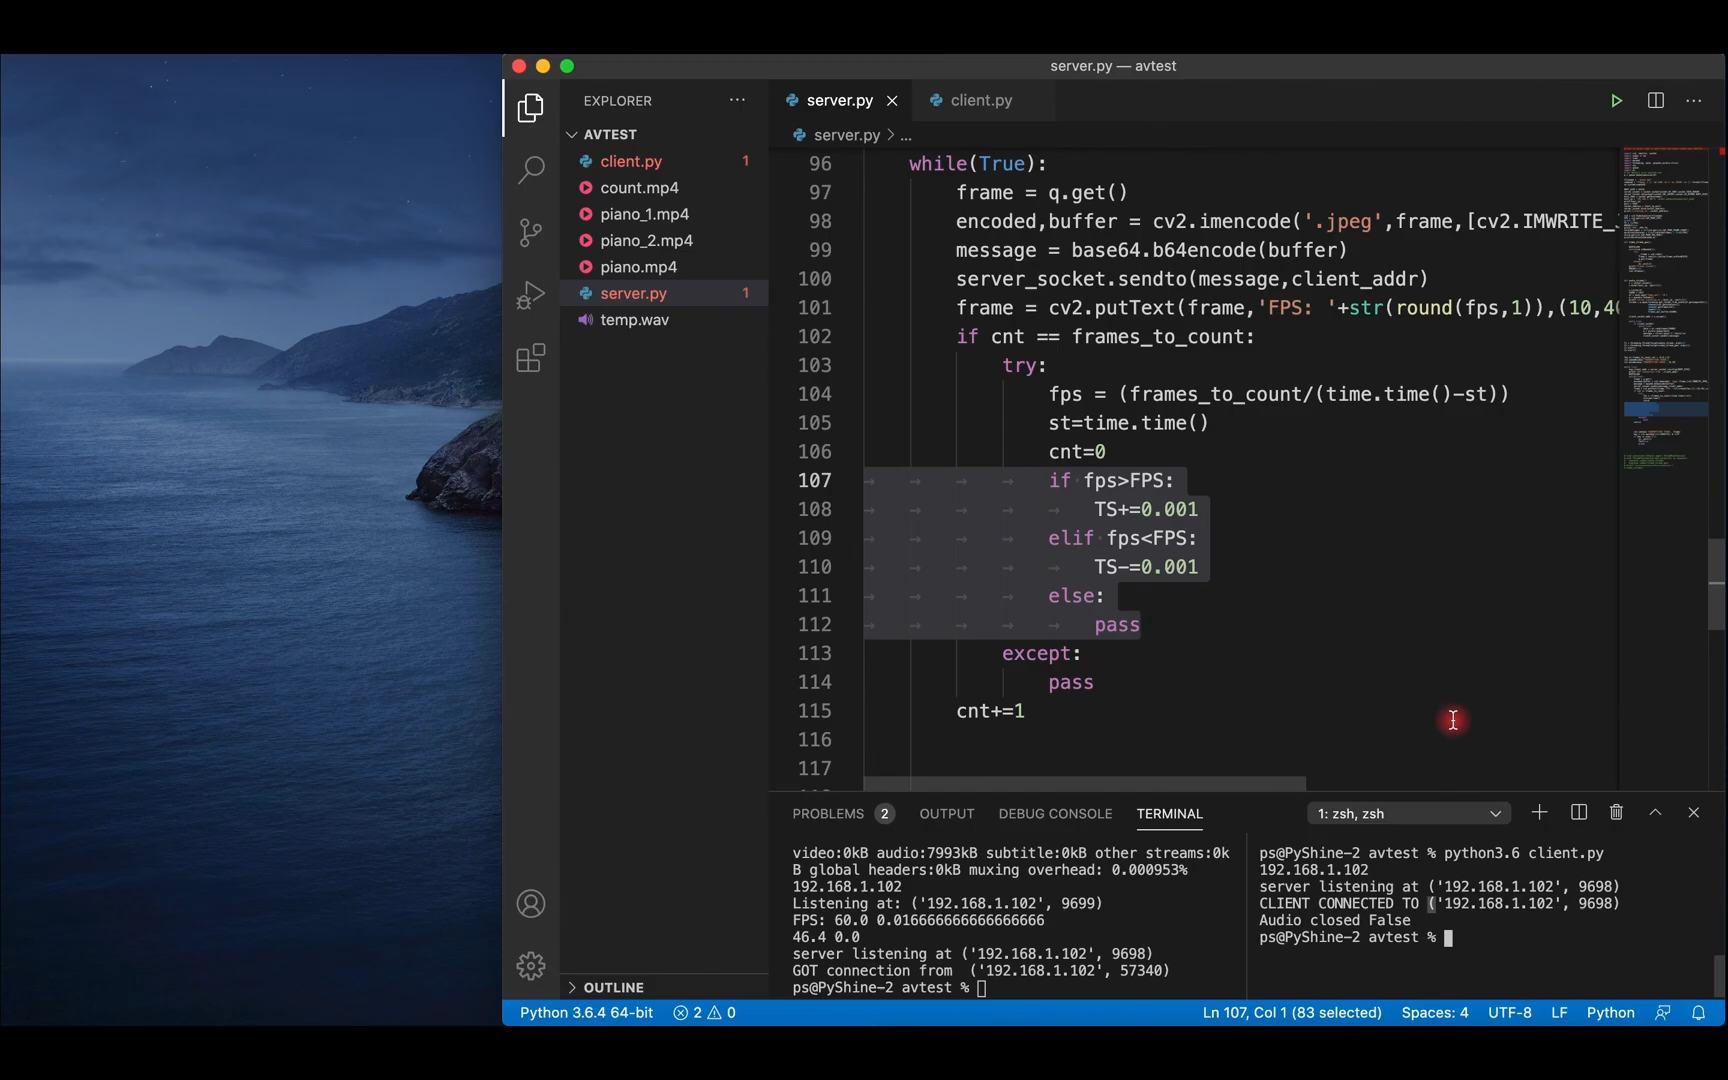 server.py — avtest
EXPLORER
server.py
client.py
AVTEST
server.py > ...
client.py 1
count.mp4
piano_1.mp4
piano_2.mp4
piano.mp4
server.py 1
temp.wav
96 while(True):
97 frame = q.get()
98 encoded,buffer = cv2.imencode('.jpeg',frame,[cv2.IMWRITE_
99 message = base64.b64encode(buffer)
100 server_socket.sendto(message,client_addr)
101 frame = cv2.putText(frame,'FPS: '+str(round(fps,1)),(10,40
102 if cnt == frames_to_count:
103 try:
104 fps = (frames_to_count/(time.time()-st))
105 st=time.time()
106 cnt=0
107 if fps>FPS:
108 TS+=0.001
109 elif fps<FPS:
110 TS-=0.001
111 else:
112 pass
113 except:
114 pass
115 cnt+=1
116
117
PROBLEMS 2 OUTPUT DEBUG CONSOLE TERMINAL 1: zsh, zsh
video:0kB audio:7993kB subtitle:0kB other streams:0k
B global headers:0kB muxing overhead: 0.000953%
192.168.1.102
Listening at: ('192.168.1.102', 9699)
FPS: 60.0 0.016666666666666666
46.4 0.0
server listening at ('192.168.1.102', 9698)
GOT connection from ('192.168.1.102', 57340)
ps@PyShine-2 avtest %
ps@PyShine-2 avtest % python3.6 client.py
192.168.1.102
server listening at ('192.168.1.102', 9698)
CLIENT CONNECTED TO ('192.168.1.102', 9698)
Audio closed False
ps@PyShine-2 avtest %
OUTLINE
Python 3.6.4 64-bit 2 0 Ln 107, Col 1 (83 selected) Spaces: 4 UTF-8 LF Python